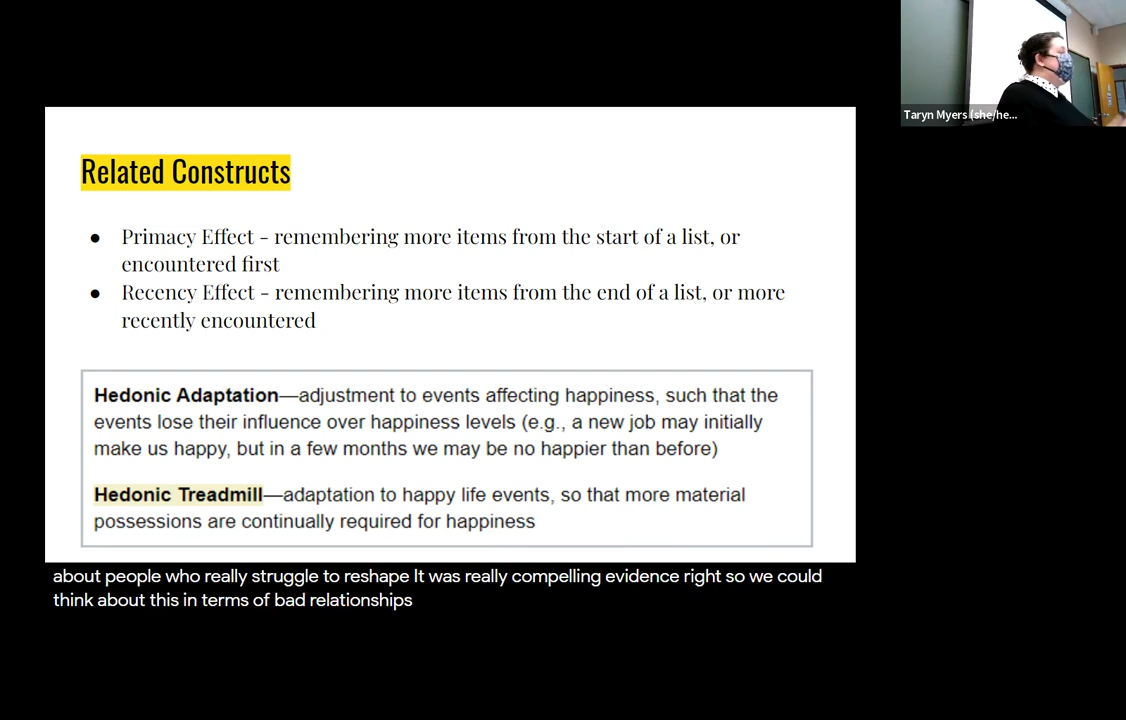 Taryn Myers (she/he...
Related Constructs
● Primacy Effect - remembering more items from the start of a list, or
encountered first
● Recency Effect - remembering more items from the end of a list, or more
recently encountered
Hedonic Adaptation—adjustment to events affecting happiness, such that the
events lose their influence over happiness levels (e.g., a new job may initially
make us happy, but in a few months we may be no happier than before)
Hedonic Treadmill—adaptation to happy life events, so that more material
possessions are continually required for happiness
about people who really struggle to reshape It was really compelling evidence right so we could
think about this in terms of bad relationships